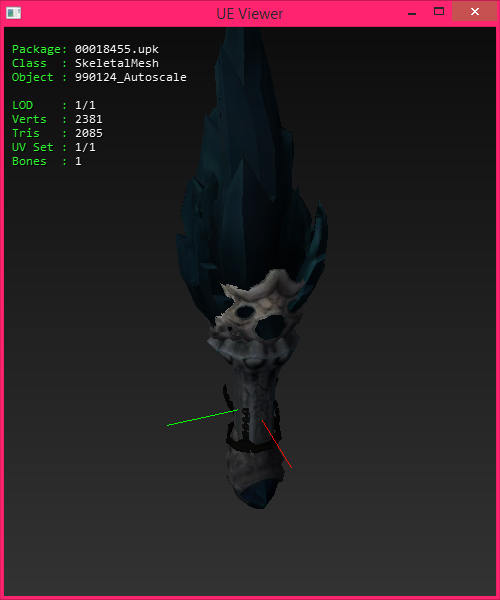 UE Viewer
Package: 00018455.upk
Class  : SkeletalMesh
Object : 990124_Autoscale
LOD    : 1/1
Verts  : 2381
Tris   : 2085
UV Set : 1/1
Bones  : 1